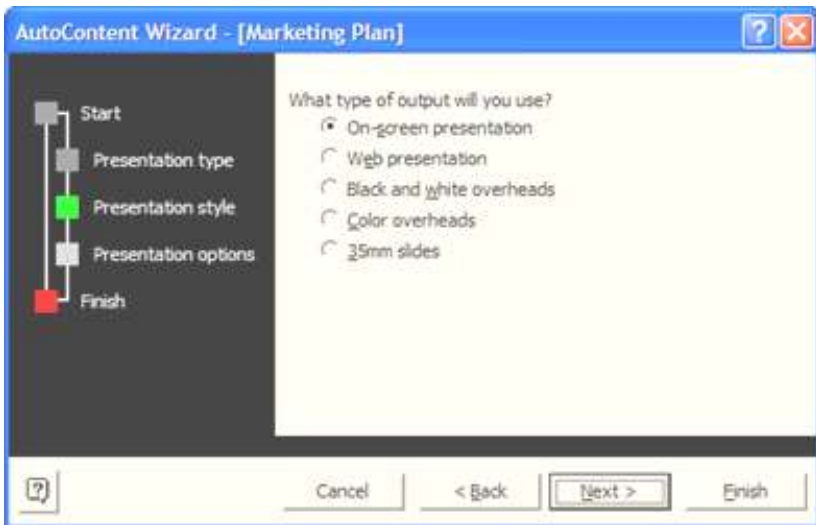 AutoContent Wizard - [Marketing Plan]
Start
Presentation type
Presentation style
Presentation options
Finish
What type of output will you use?
On-screen presentation
Web presentation
Black and white overheads
Color overheads
35mm slides
Cancel
< Back
Next >
Finish